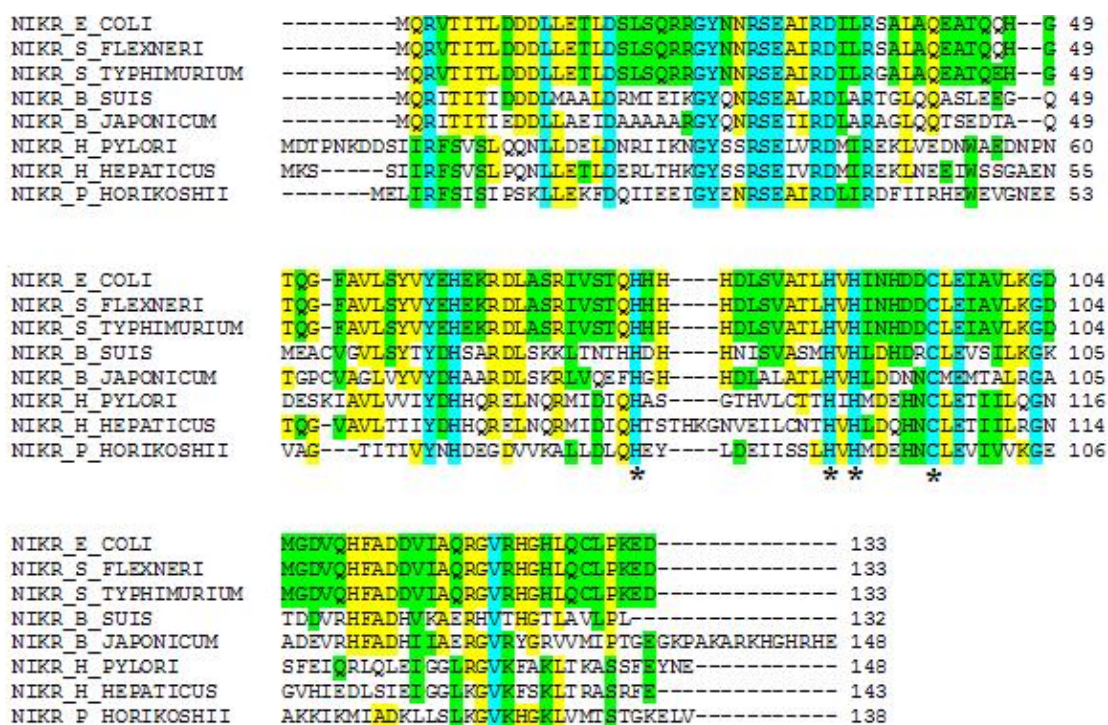 NIKR_E_COLI ---------MQRVTITLDDDLLETLDSLSQRRGYNNRSEAIRDILRSALAQEATQQH--G 49
NIKR_S_FLEXNERI ---------MQRVTITLDDDLLETLDSLSQRRGYNNRSEAIRDILRSALAQEATQQH--G 49
NIKR_S_TYPHIMURIUM ---------MQRVTITLDDDLLETLDSLSQRRGYNNRSEAIRDILRGALAQEATQEH--G 49
NIKR_B_SUIS ---------MQRITITIDDDLMAALDRMIEIKGYQNRSEALRDLARTGLQQASLEEG--Q 49
NIKR_B_JAPONICUM ---------MQRITITIEDDLLAEIDAAAAARGYQNRSEIIRDLARAGLQQTSEDTA--Q 49
NIKR_H_PYLORI MDTPNKDDSIIRFSVSLQQNLLDELDNRIIKNGYSSRSELVRDMIREKLVEDNWAEDNPN 60
NIKR_H_HEPATICUS MKS-----SIIRFSVSLPQNLLETLDERLTHKGYSSRSEIVRDMIREKLNEEIWSSGAEN 55
NIKR_P_HORIKOSHII -------MELIRFSISIPSKLLEKFDQIIEEIGYENRSEAIRDLIRDFIIRHEWEVGNEE 53
NIKR_E_COLI TQG-FAVLSYVYEHEKRDLASRIVSTQHHH----HDLSVATLHVHINHDDCLEIAVLKGD 104
NIKR_S_FLEXNERI TQG-FAVLSYVYEHEKRDLASRIVSTQHHH----HDLSVATLHVHINHDDCLEIAVLKGD 104
NIKR_S_TYPHIMURIUM TQG-FAVLSYVYEHEKRDLASRIVSTQHHH----HDLSVATLHVHINHDDCLEIAVLKGD 104
NIKR_B_SUIS MEACVGVLSYTYDHSARDLSKKLTNTHHDH----HNISVASMHVHLDHDRCLEVSILKGK 105
NIKR_B_JAPONICUM TGPCVAGLVYVYDHAARDLSKRLVQEFHGH----HDLALATLHVHLDDNNCMEMTALRGA 105
NIKR_H_PYLORI DESKIAVLVVIYDHHQRELNQRMIDIQHAS----GTHVLCTTHIHMDEHNCLETIILQGN 116
NIKR_H_HEPATICUS TQG-VAVLTIIYDHHQRELNQRMIDIQHTSTHKGNVEILCNTHVHLDQHNCLETIILRGN 114
NIKR_P_HORIKOSHII VAG---TITIVYNHDEGDVVKALLDLQHEY----LDEIISSLHVHMDEHNCLEVIVVKGE 106
* * * *
NIKR_E_COLI MGDVQHFADDVIAQRGVRHGHLQCLPKED-------------- 133
NIKR_S_FLEXNERI MGDVQHFADDVIAQRGVRHGHLQCLPKED-------------- 133
NIKR_S_TYPHIMURIUM MGDVQHFADDVIAQRGVRHGHLQCLPKED-------------- 133
NIKR_B_SUIS TDDVRHFADHVKAERHVTHGTLAVLPL---------------- 132
NIKR_B_JAPONICUM ADEVRHFADHIIAERGVRYGRVVMIPTGEGKPAKARKHGHRHE 148
NIKR_H_PYLORI SFEIQRLQLEIGGLRGVKFAKLTKASSFEYNE----------- 148
NIKR_H_HEPATICUS GVHIEDLSIEIGGLKGVKFSKLTRASRFE-------------- 143
NIKR_P_HORIKOSHII AKKIKMIADKLLSLKGVKHGKLVMTSTGKELV----------- 138